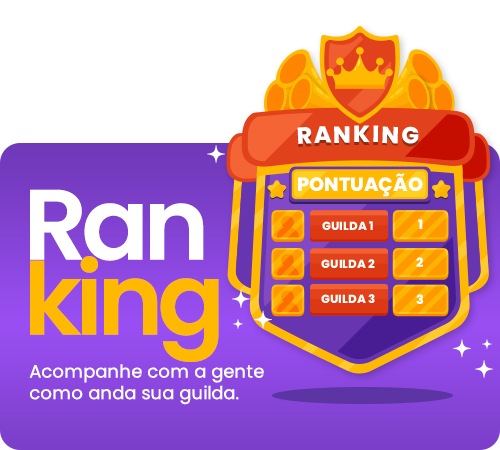 RANKING
PONTUAÇÃO
GUILDA 1 1
GUILDA 2 2
GUILDA 3 3
Ran
king
Acompanhe com a gente
como anda sua guilda.